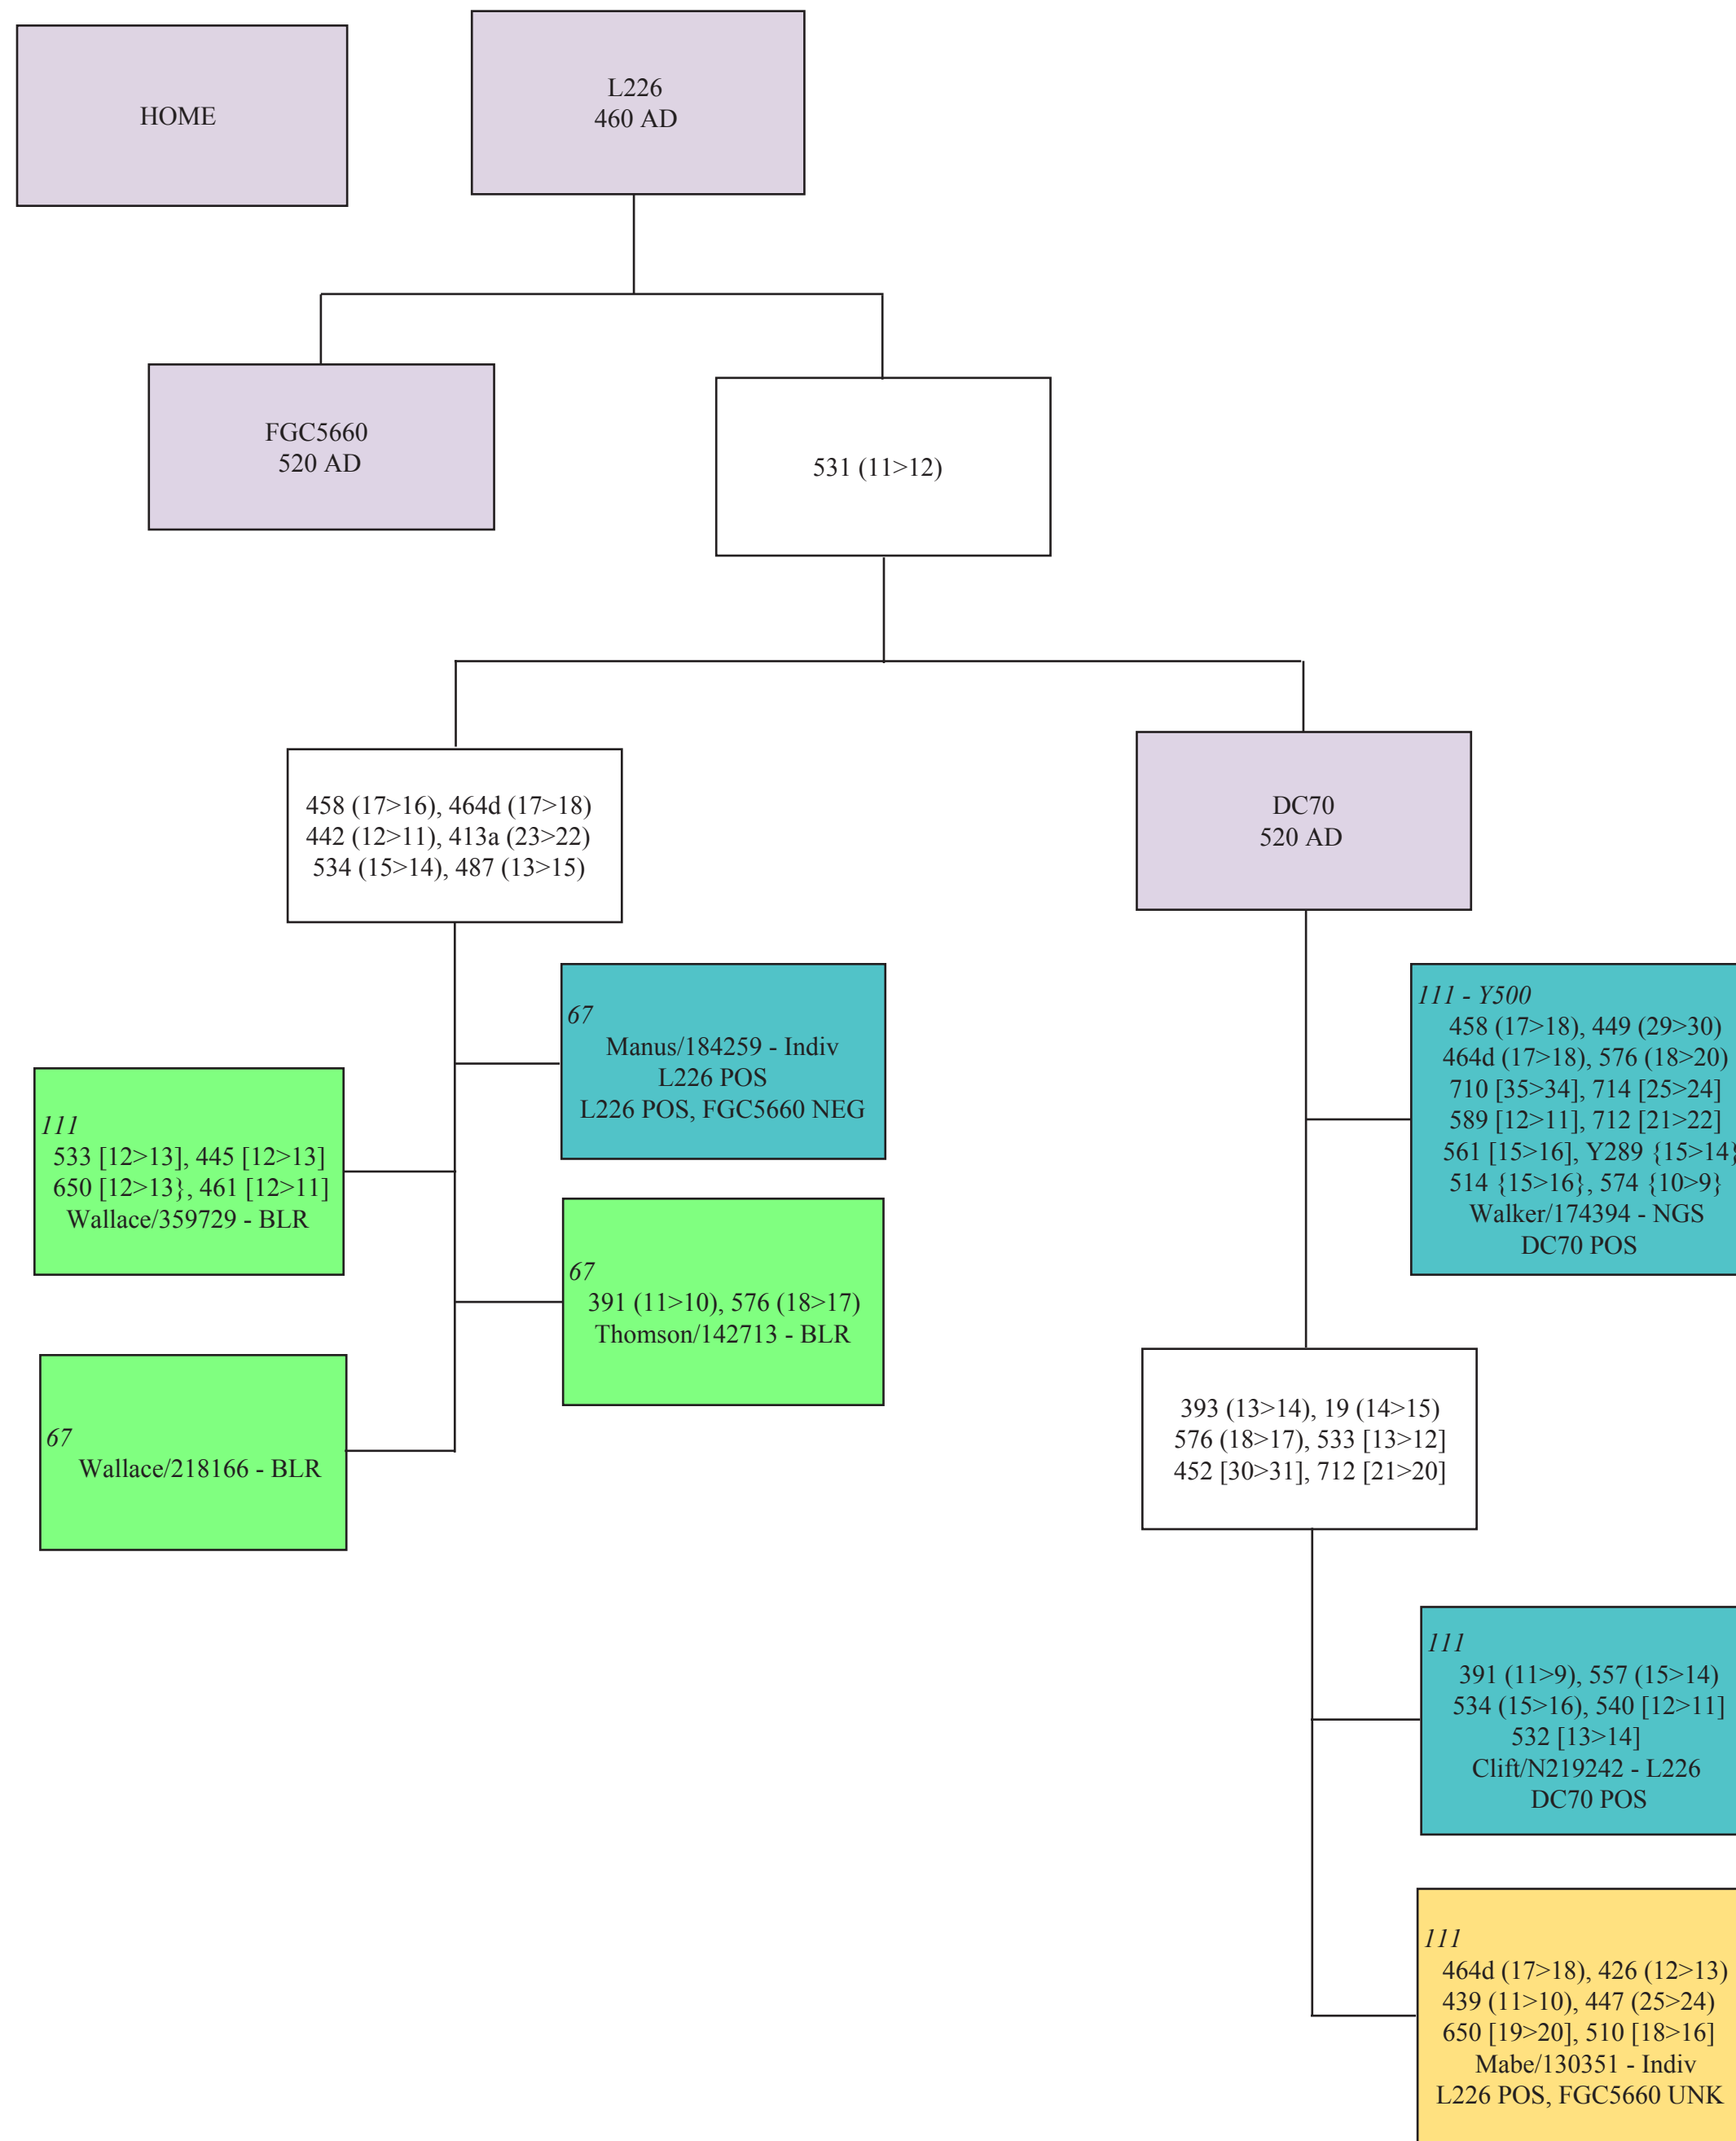 HOME
L226
460 AD
FGC5660
520 AD
531 (11>12)
458 (17>16), 464d (17>18)
442 (12>11), 413a (23>22)
534 (15>14), 487 (13>15)
DC70
520 AD
67
Manus/184259 - Indiv
L226 POS
L226 POS, FGC5660 NEG
111 - Y500
458 (17>18), 449 (29>30)
464d (17>18), 576 (18>20)
710 [35>34], 714 [25>24]
589 [12>11], 712 [21>22]
561 [15>16], Y289 {15>14}
514 {15>16}, 574 {10>9}
Walker/174394 - NGS
DC70 POS
111
533 [12>13], 445 [12>13]
650 [12>13}, 461 [12>11]
Wallace/359729 - BLR
67
391 (11>10), 576 (18>17)
Thomson/142713 - BLR
67
Wallace/218166 - BLR
393 (13>14), 19 (14>15)
576 (18>17), 533 [13>12]
452 [30>31], 712 [21>20]
111
391 (11>9), 557 (15>14)
534 (15>16), 540 [12>11]
532 [13>14]
Clift/N219242 - L226
DC70 POS
111
464d (17>18), 426 (12>13)
439 (11>10), 447 (25>24)
650 [19>20], 510 [18>16]
Mabe/130351 - Indiv
L226 POS, FGC5660 UNK